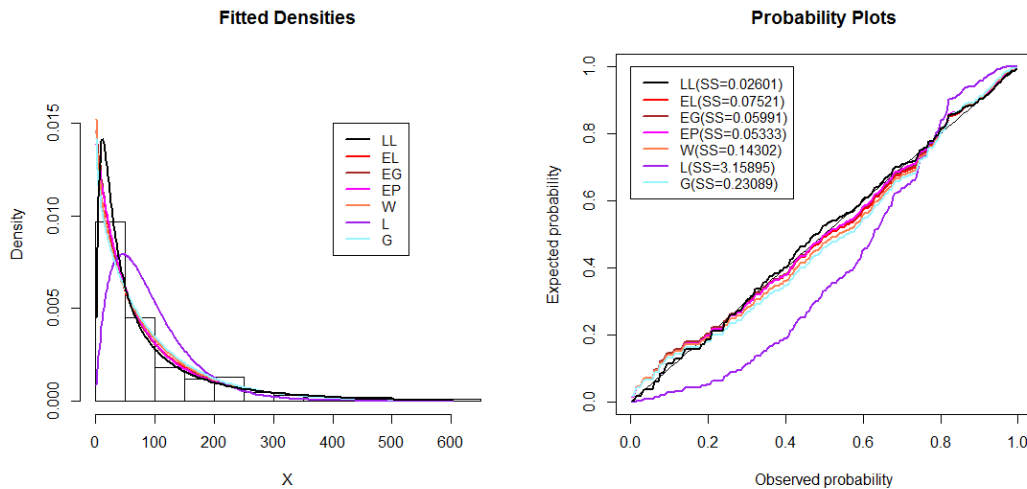 Fitted Densities
Density
0.000
0.005
0.010
0.015
0 100 200 300 400 500 600
X
LL
EL
EG
EP
W
L
G
Probability Plots
Expected probability
0.0
0.2
0.4
0.6
0.8
1.0
0.0 0.2 0.4 0.6 0.8 1.0
Observed probability
LL(SS=0.02601)
EL(SS=0.07521)
EG(SS=0.05991)
EP(SS=0.05333)
W(SS=0.14302)
L(SS=3.15895)
G(SS=0.23089)